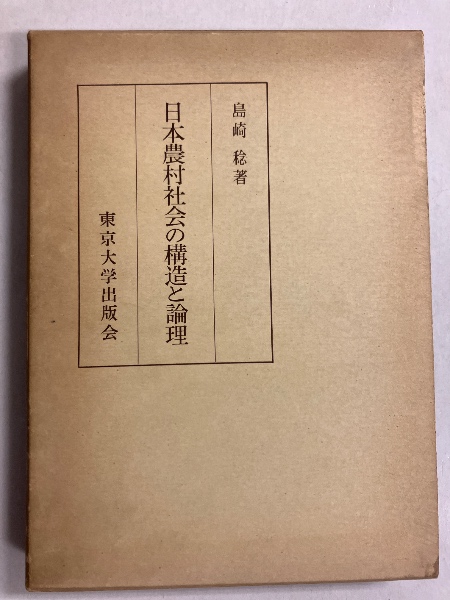 島崎 稔著
日本農村社会の構造と論理
東京大学出版会